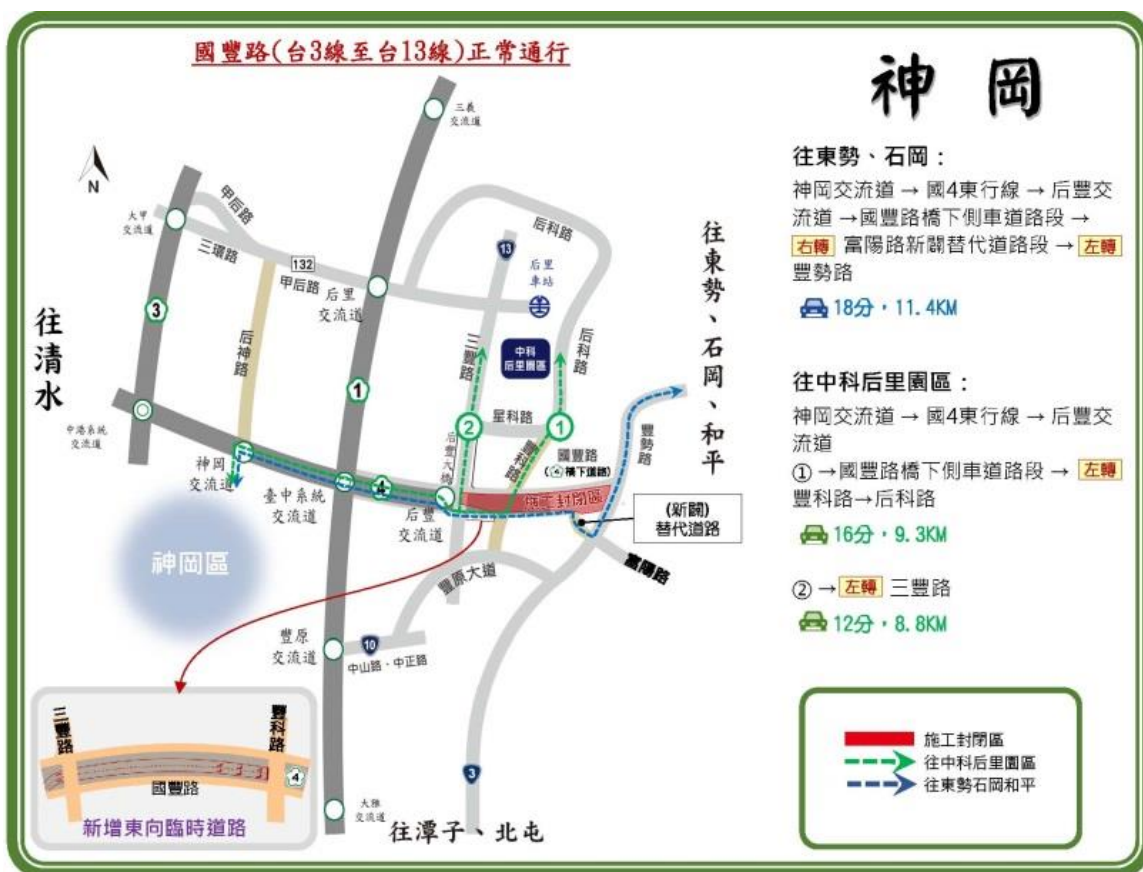 國豐路(台3線至台13線)正常通行
神岡
往東勢、石岡：
神岡交流道 → 國4東行線 → 后豐交
流道 →國豐路橋下側車道路段 →
右轉 富陽路新闢替代道路段 → 左轉
豐勢路
18分，11.4KM
往中科后里園區：
神岡交流道 → 國4東行線 → 后豐交
流道
① →國豐路橋下側車道路段 → 左轉
豐科路→后科路
16分，9.3KM
② → 左轉 三豐路
12分，8.8KM
施工封閉區
往中科后里園區
往東勢石岡和平
N
三義
交流道
大甲
交流道
甲后路
三環路
132
甲后路
后里
交流道
13
后科路
后里
車站
往東勢、石岡、和平
往清水
3
后神路
1
三豐路
中科
后里園區
后科路
星科路
2
1
中港系統
交流道
神岡
交流道
臺中系統
交流道
4
后豐大橋
豐科路
國豐路
(4橋下道路)
豐勢路
后豐
交流道
施工封閉區
(新闢)
替代道路
神岡區
豐原大道
富陽路
豐原
交流道
10
中山路、中正路
3
大雅
交流道
往潭子、北屯
三豐路
豐科路
4
國豐路
新增東向臨時道路